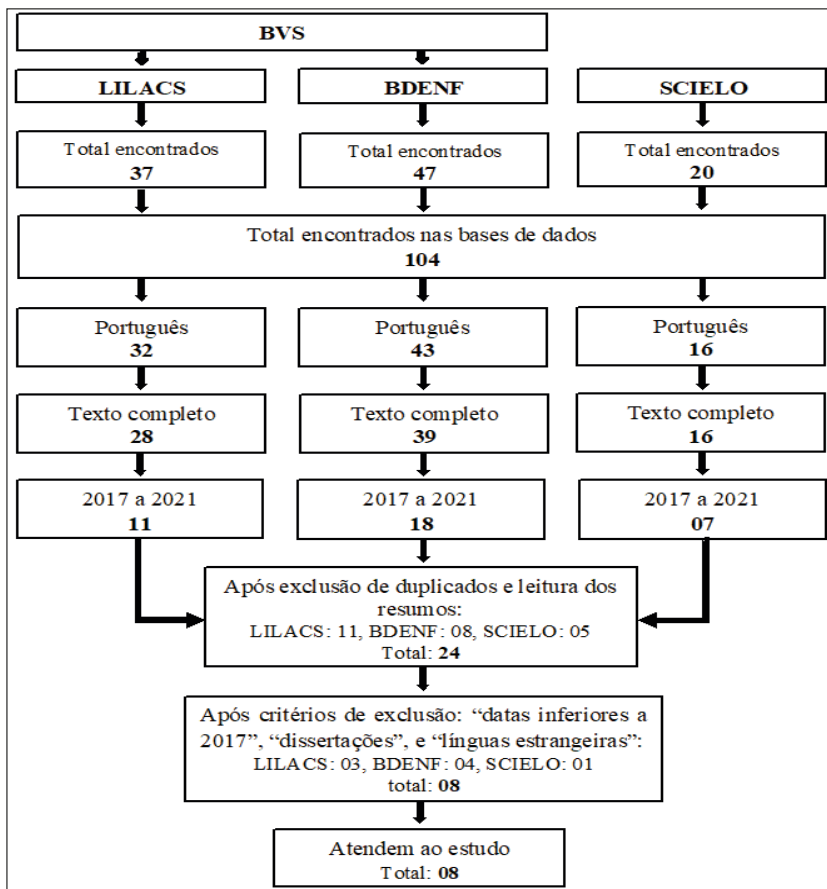 BVS
LILACS
BDENF
SCIELO
Total encontrados
37
Total encontrados
47
Total encontrados
20
Total encontrados nas bases de dados
104
Português
32
Português
43
Português
16
Texto completo
28
Texto completo
39
Texto completo
16
2017 a 2021
11
2017 a 2021
18
2017 a 2021
07
Após exclusão de duplicados e leitura dos
resumos:
LILACS: 11, BDENF: 08, SCIELO: 05
Total: 24
Após critérios de exclusão: “datas inferiores a
2017”, “dissertações”, e “línguas estrangeiras”:
LILACS: 03, BDENF: 04, SCIELO: 01
total: 08
Atendem ao estudo
Total: 08